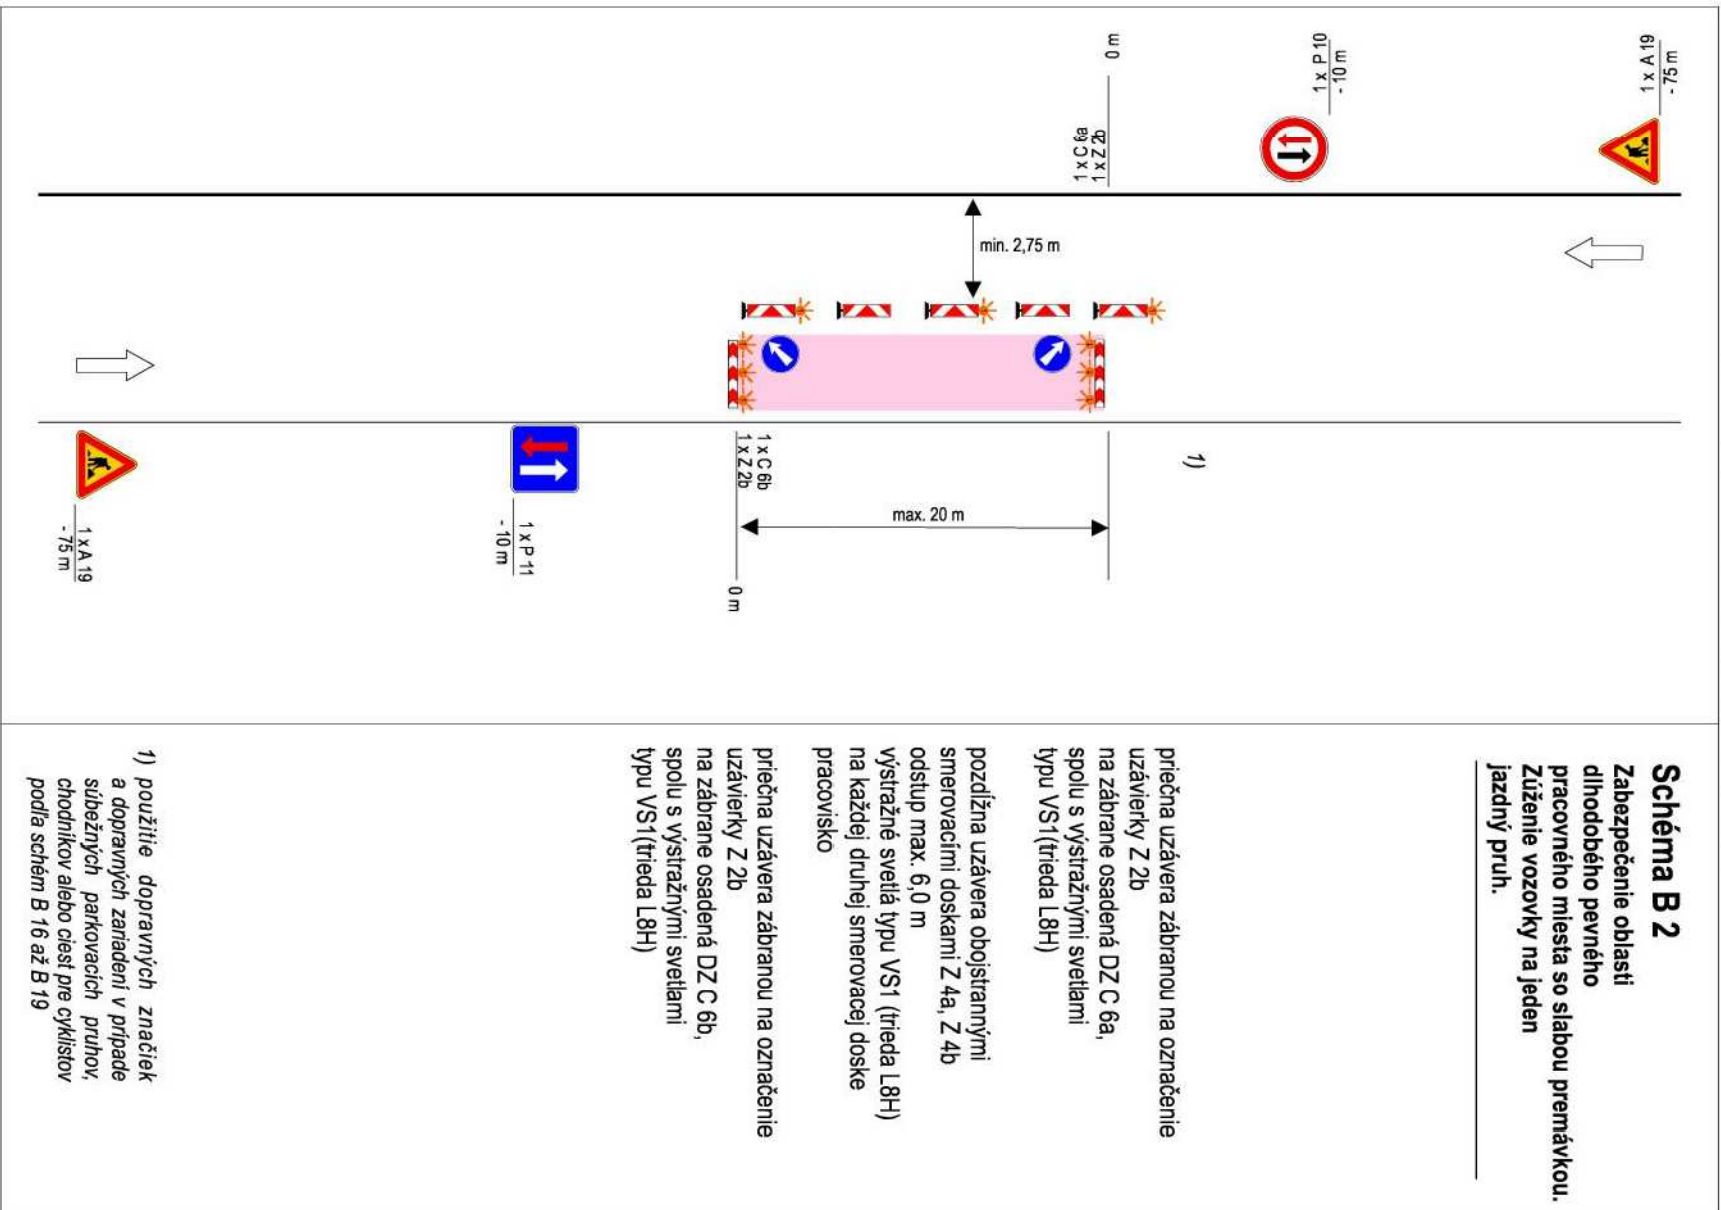 Schéma B 2
Zabezpečenie oblasti
dlhodobého pevného
pracovného miesta so slabou premávkou.
Zúženie vozovky na jeden
jazdný pruh.
priečna uzávera zábranou na označenie
uzávierky Z 2b
na zábrane osadená DZ C 6a,
spolu s výstražnými svetlami
typu VS1(trieda L8H)
pozdĺžna uzávera obojstrannými
smerovacími doskami Z 4a, Z 4b
odstup max. 6,0 m
výstražné svetlá typu VS1 (trieda L8H)
na každej druhej smerovacej doske
pracovisko
priečna uzávera zábranou na označenie
uzávierky Z 2b
na zábrane osadená DZ C 6b,
spolu s výstražnými svetlami
typu VS1(trieda L8H)
1) použitie dopravných značiek
a dopravných zariadení v prípade
súbežných parkovacích pruhov,
chodníkov alebo ciest pre cyklistov
podľa schém B 16 až B 19
1 x A 19
- 75 m
1 x P 10
- 10 m
0 m
1 x C 6a
1 x Z 2b
min. 2,75 m
1)
max. 20 m
1 x C 6b
1 x Z 2b
0 m
1 x P 11
- 10 m
1 x A 19
- 75 m